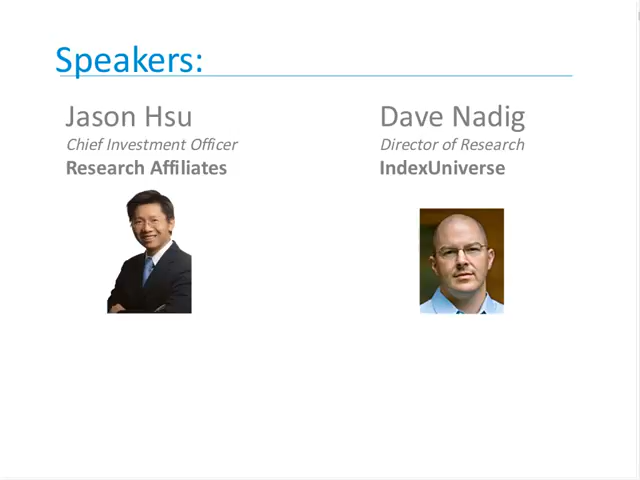 Speakers:
Jason Hsu
Chief Investment Officer
Research Affiliates
Dave Nadig
Director of Research
IndexUniverse